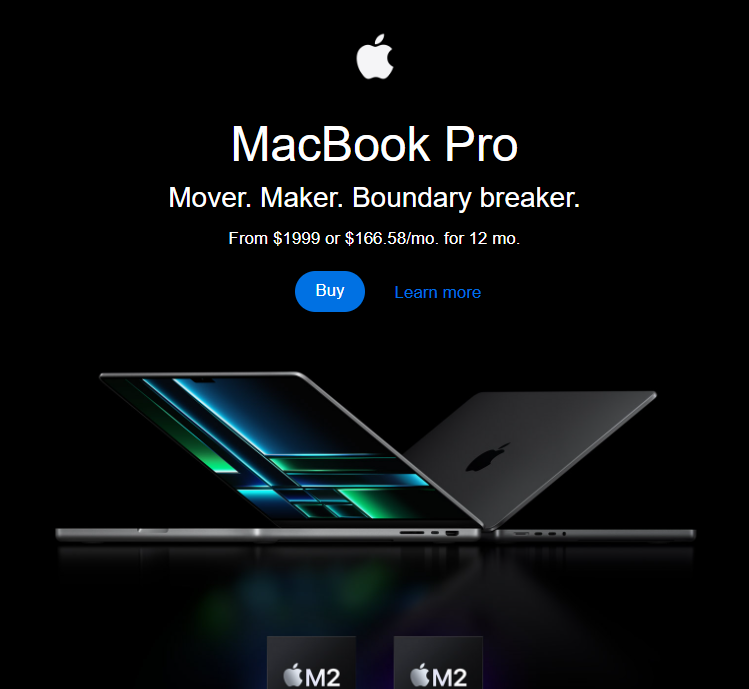 MacBook Pro
Mover. Maker. Boundary breaker.
From $1999 or $166.58/mo. for 12 mo.
Buy Learn more
M2 M2